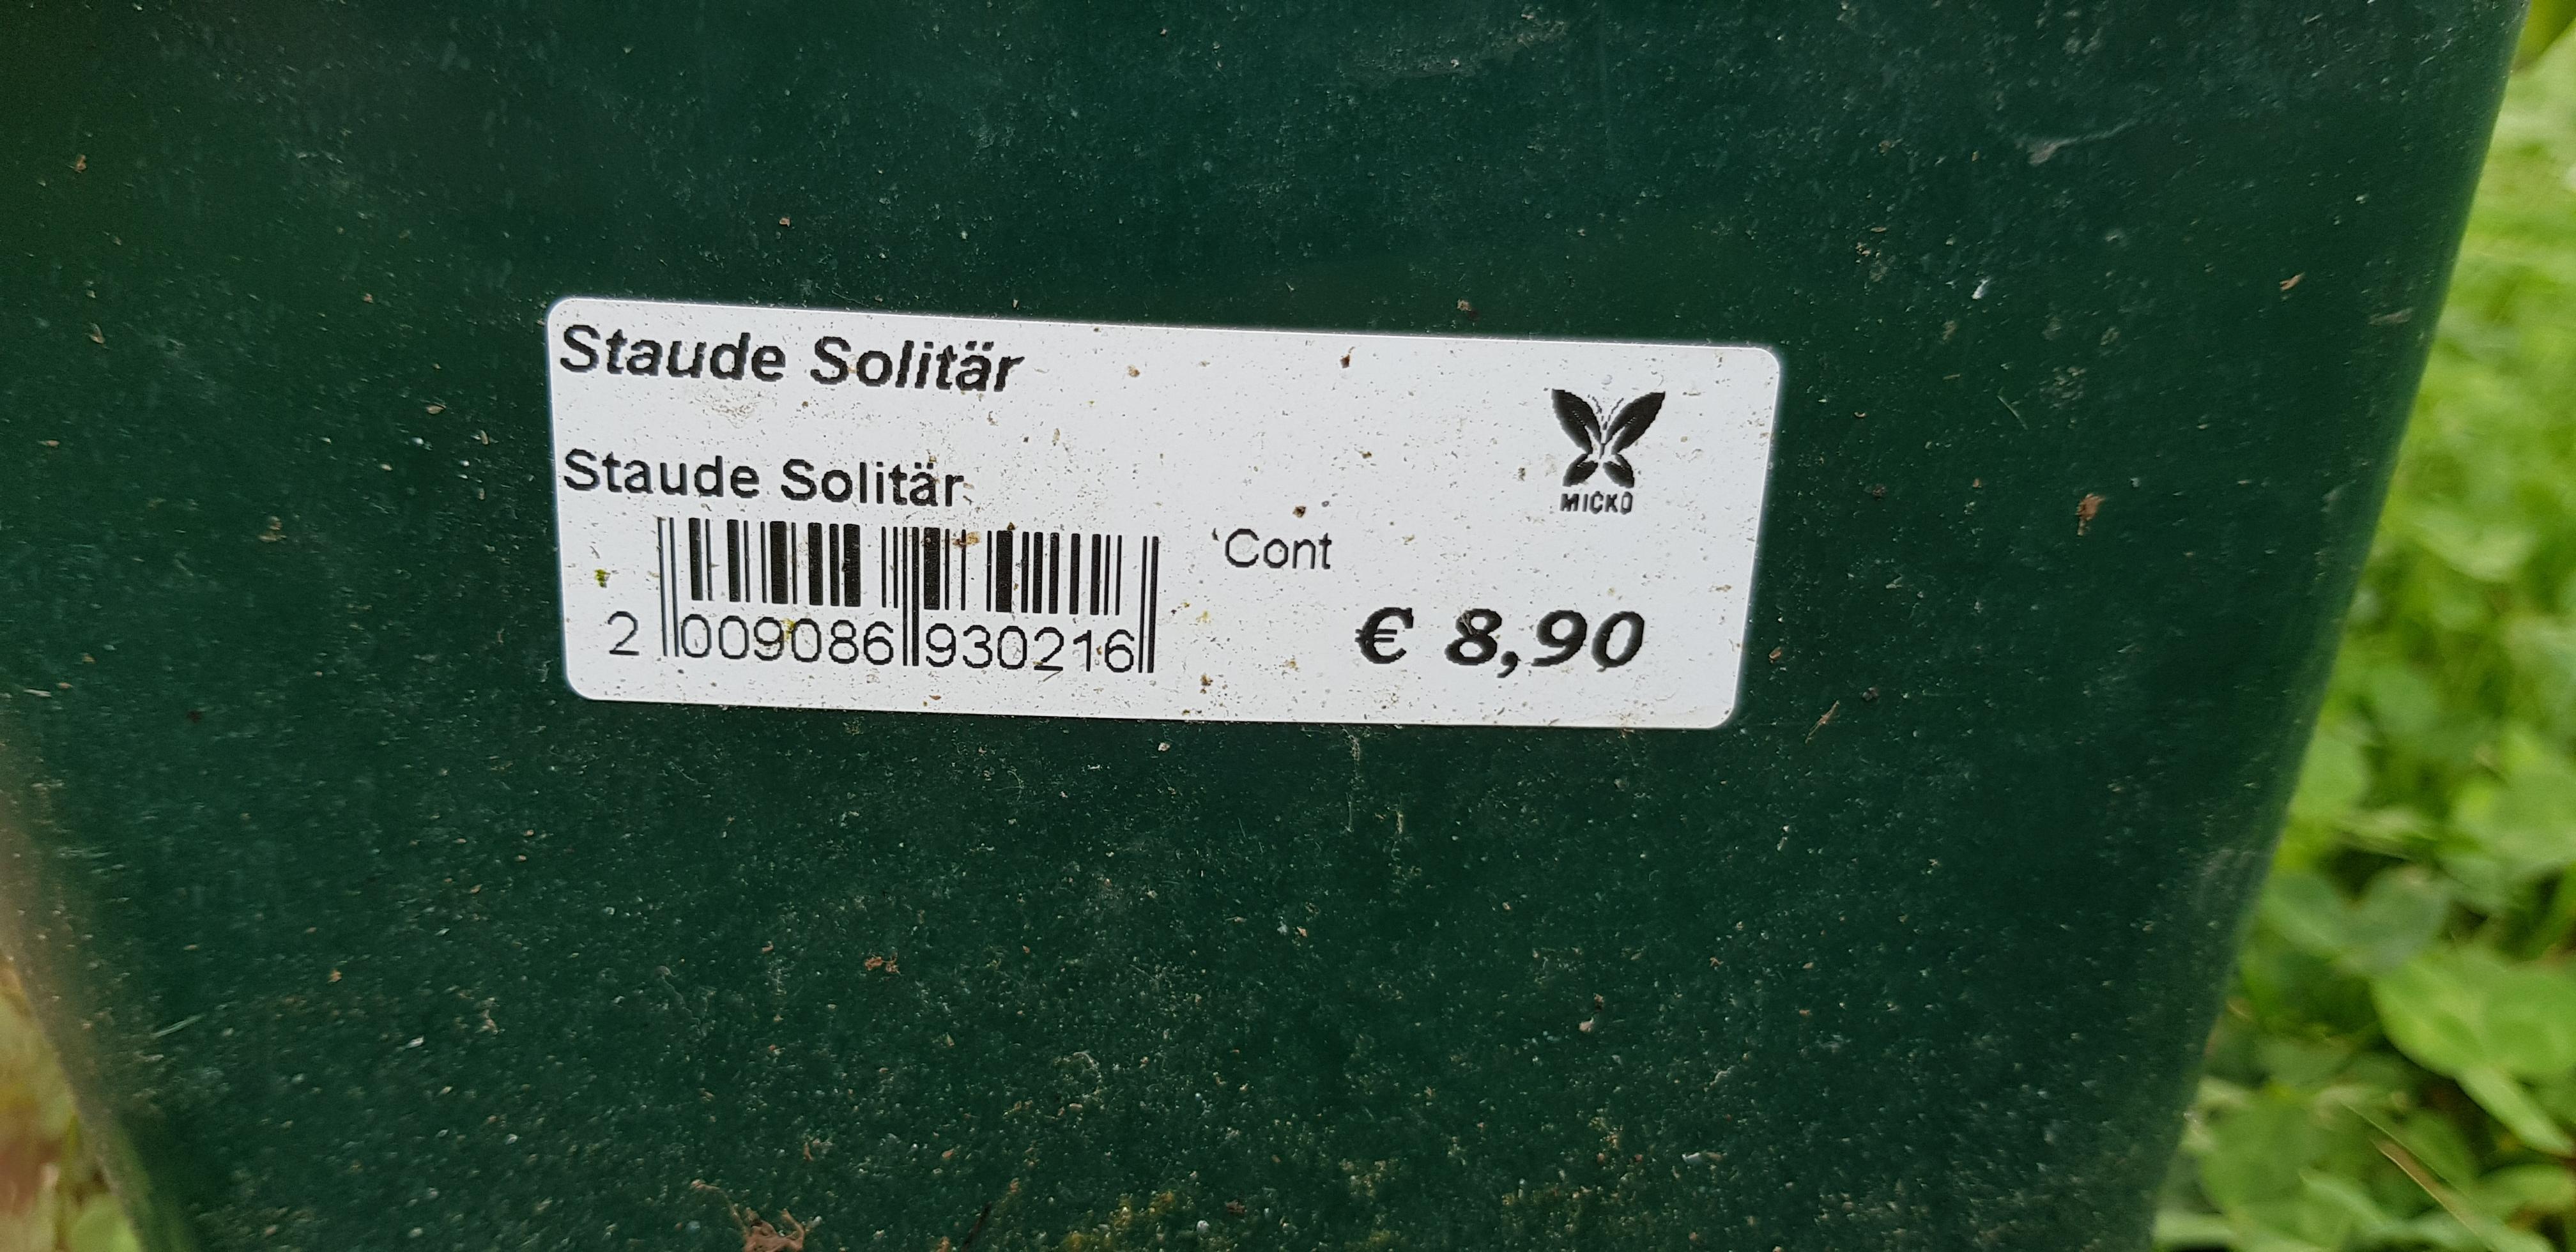 Staude Solitär
MICKO
Staude Solitär
'Cont
2 009086 930216
€ 8,90